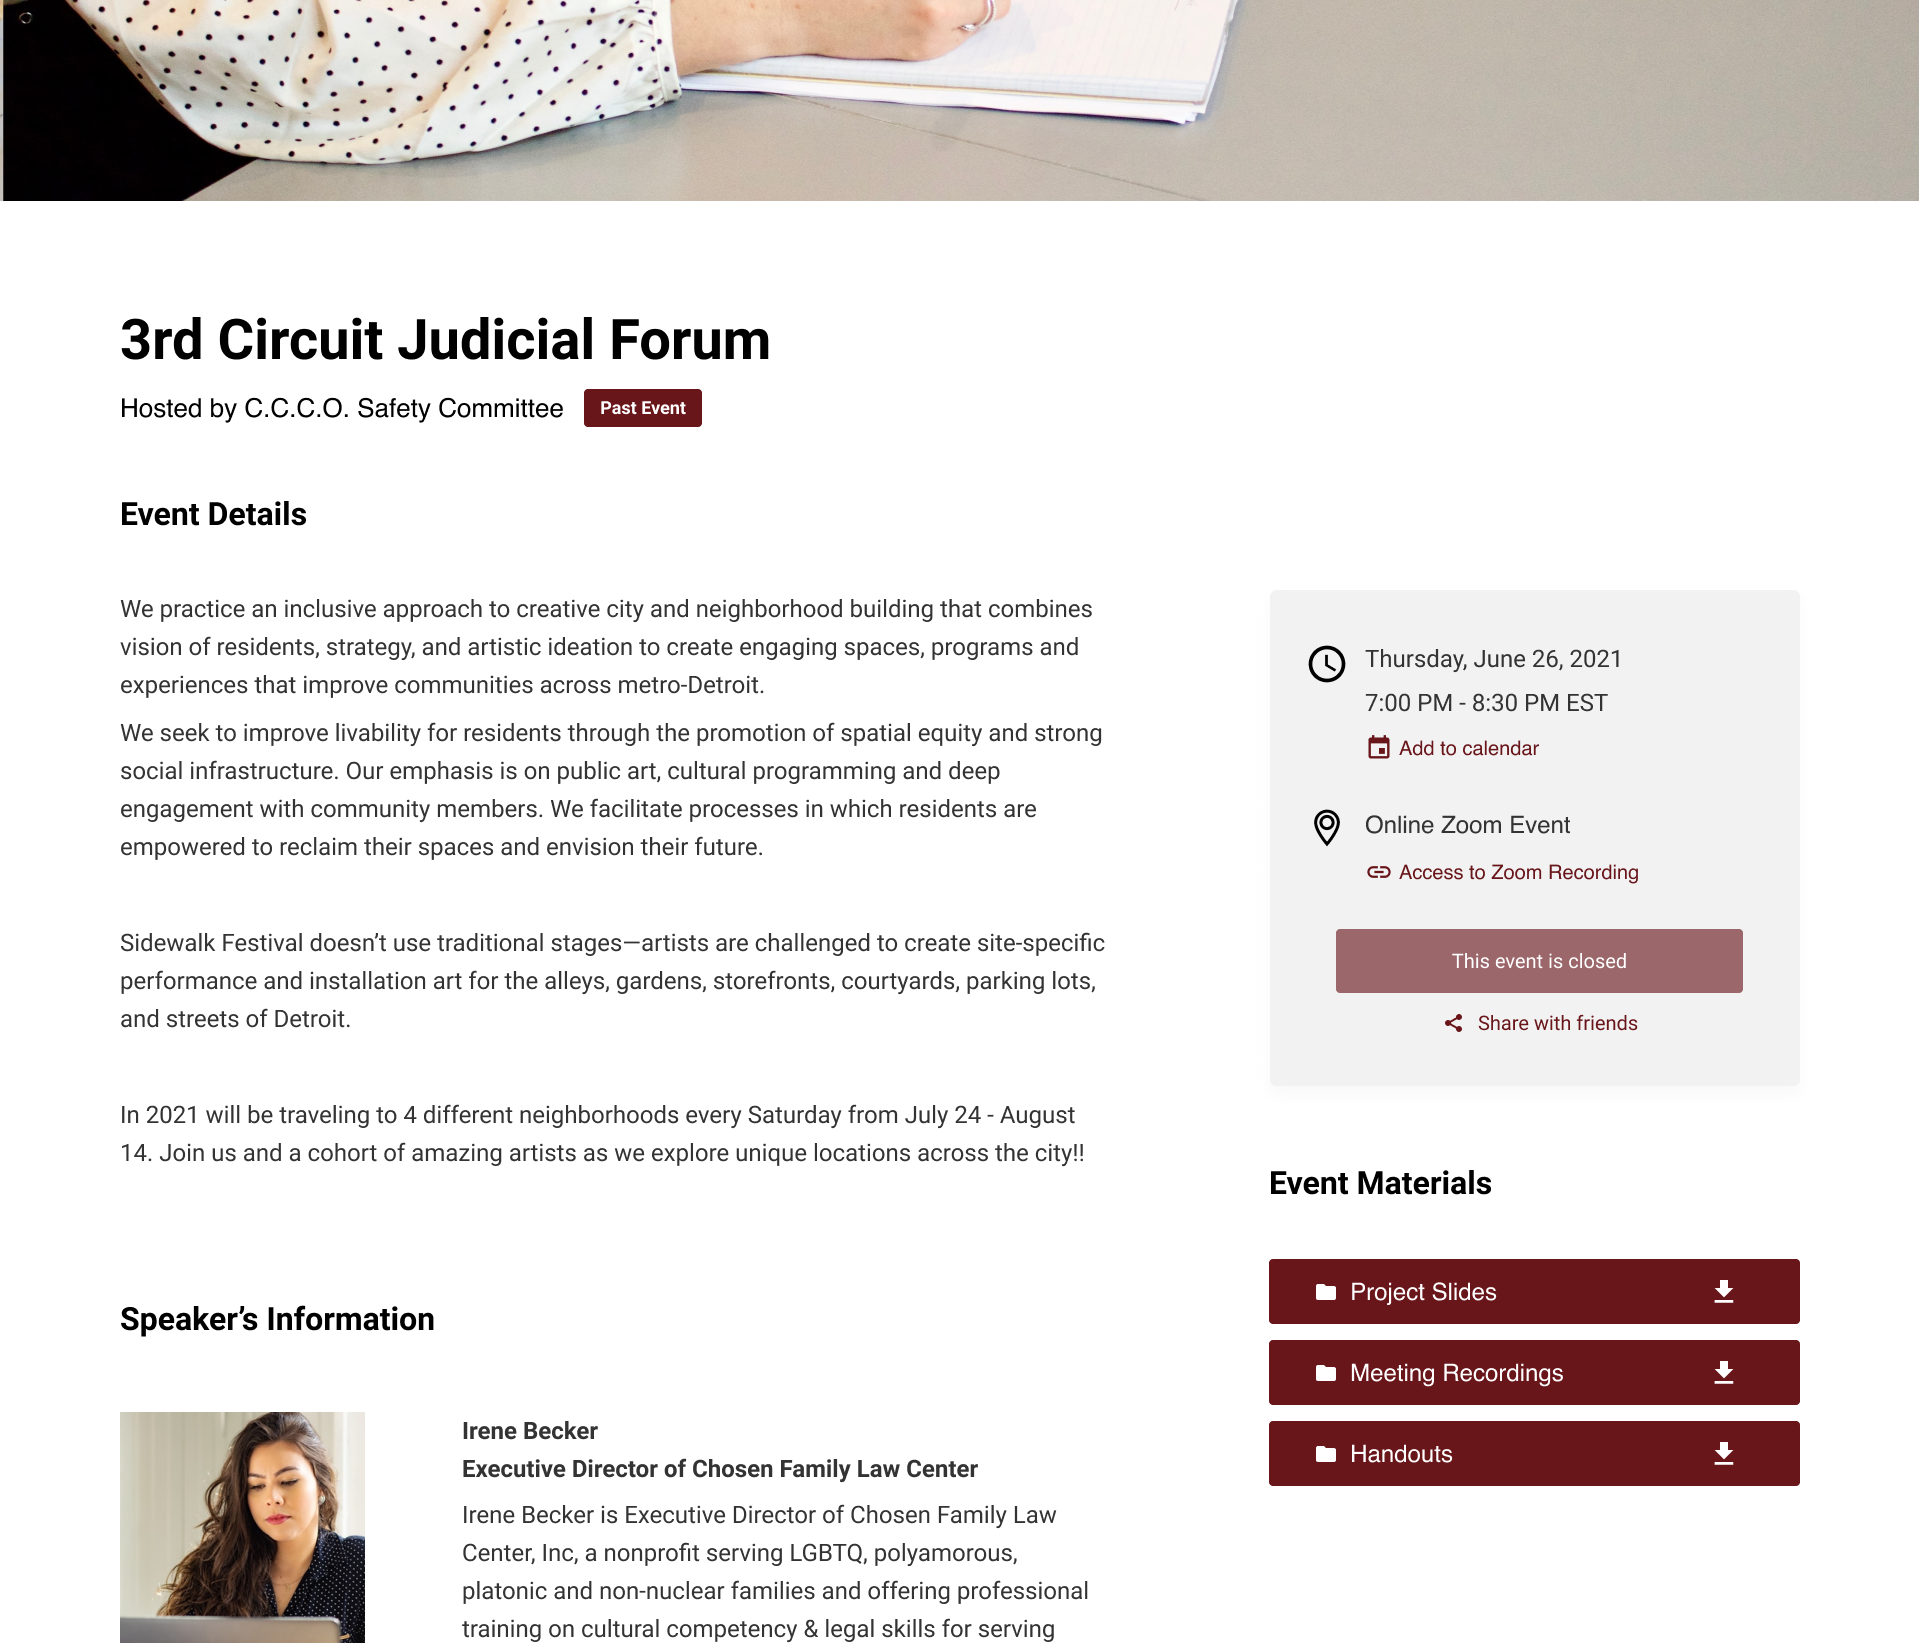 3rd Circuit Judicial Forum
Hosted by C.C.C.O. Safety Committee
Past Event
Event Details
We practice an inclusive approach to creative city and neighborhood building that combines
vision of residents, strategy, and artistic ideation to create engaging spaces, programs and
experiences that improve communities across metro-Detroit.
We seek to improve livability for residents through the promotion of spatial equity and strong
social infrastructure. Our emphasis is on public art, cultural programming and deep
engagement with community members. We facilitate processes in which residents are
empowered to reclaim their spaces and envision their future.
Sidewalk Festival doesn’t use traditional stages—artists are challenged to create site-specific
performance and installation art for the alleys, gardens, storefronts, courtyards, parking lots,
and streets of Detroit.
In 2021 will be traveling to 4 different neighborhoods every Saturday from July 24 - August
14. Join us and a cohort of amazing artists as we explore unique locations across the city!!
Thursday, June 26, 2021
7:00 PM - 8:30 PM EST
Add to calendar
Online Zoom Event
Access to Zoom Recording
This event is closed
Share with friends
Event Materials
Project Slides
Meeting Recordings
Handouts
Speaker’s Information
Irene Becker
Executive Director of Chosen Family Law Center
Irene Becker is Executive Director of Chosen Family Law
Center, Inc, a nonprofit serving LGBTQ, polyamorous,
platonic and non-nuclear families and offering professional
training on cultural competency & legal skills for serving